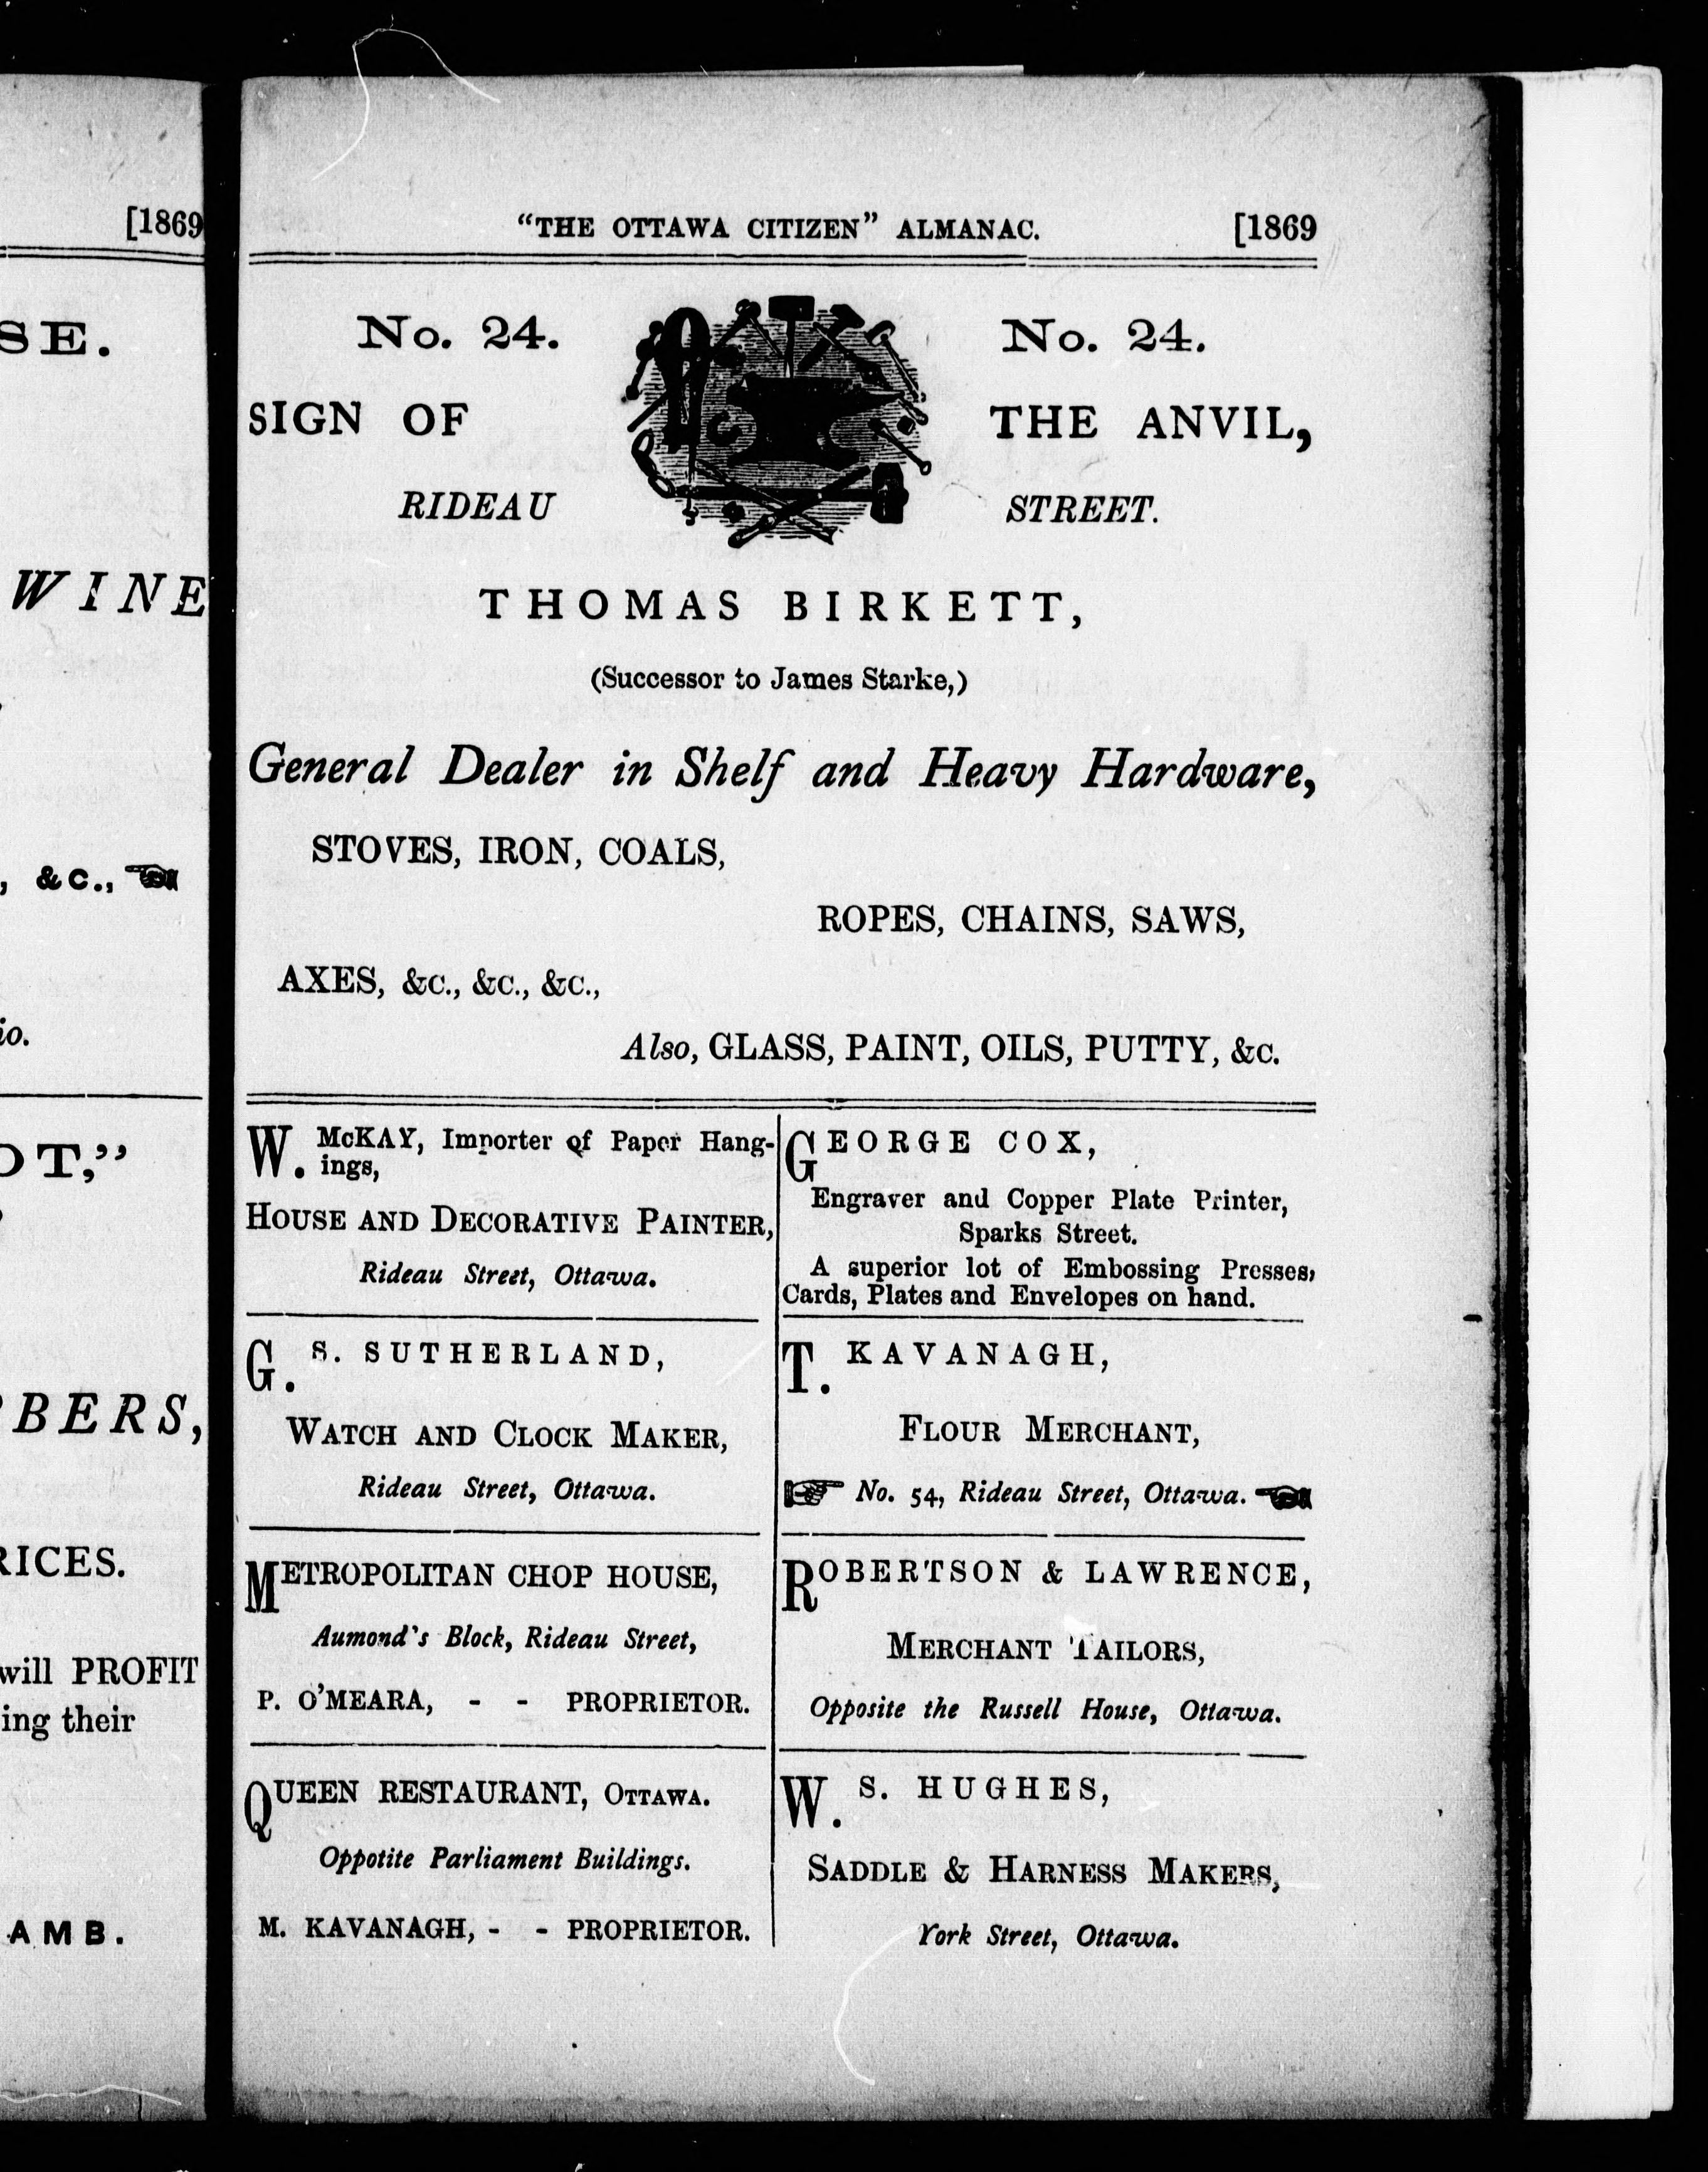 [1869
SE.
WINE
, &C.,
io.
OT,”
BBERS,
RICES.
will PROFIT
ing their
AMB.
“THE OTTAWA CITIZEN” ALMANAC. [1869
No. 24. No. 24.
SIGN OF THE ANVIL,
RIDEAU STREET.
THOMAS BIRKETT,
(Successor to James Starke,)
General Dealer in Shelf and Heavy Hardware,
STOVES, IRON, COALS,
ROPES, CHAINS, SAWS,
AXES, &C., &C., &C.,
Also, GLASS, PAINT, OILS, PUTTY, &C.
W. McKAY, Importer of Paper Hang-
ings,
HOUSE AND DECORATIVE PAINTER,
Rideau Street, Ottawa.
G. S. SUTHERLAND,
WATCH AND CLOCK MAKER,
Rideau Street, Ottawa.
METROPOLITAN CHOP HOUSE,
Aumond's Block, Rideau Street,
P. O’MEARA, - - PROPRIETOR.
QUEEN RESTAURANT, OTTAWA.
Oppotite Parliament Buildings.
M. KAVANAGH, - - PROPRIETOR.
GEORGE COX,
Engraver and Copper Plate Printer,
Sparks Street.
A superior lot of Embossing Presses,
Cards, Plates and Envelopes on hand.
T. KAVANAGH,
FLOUR MERCHANT,
☞ No. 54, Rideau Street, Ottawa. ☜
ROBERTSON & LAWRENCE,
MERCHANT TAILORS,
Opposite the Russell House, Ottawa.
W. S. HUGHES,
SADDLE & HARNESS MAKERS,
York Street, Ottawa.